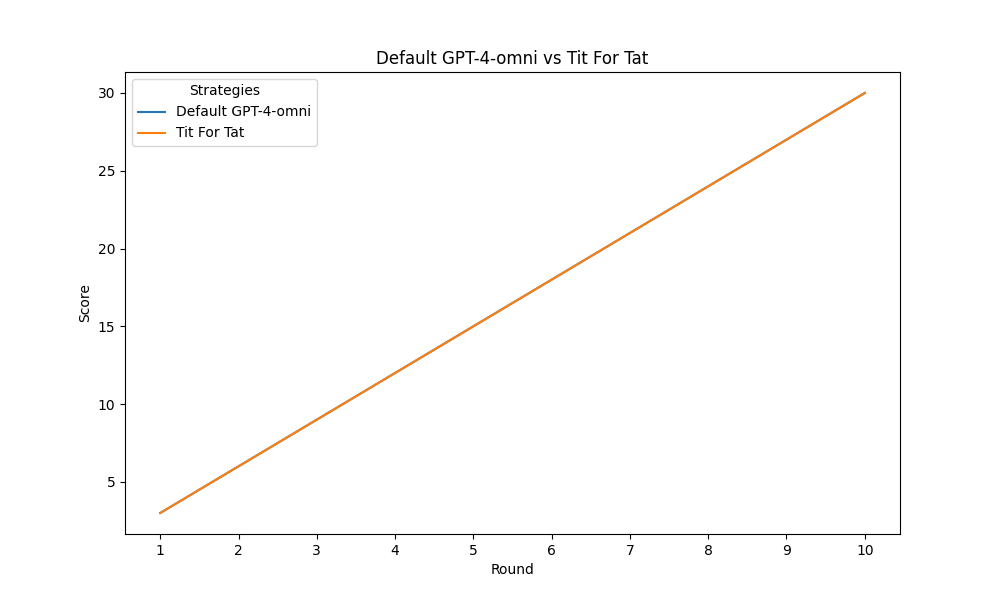 Default GPT-4-omni vs Tit For Tat
Strategies
Default GPT-4-omni
Tit For Tat
30
25
20
15
10
5
Score
1 2 3 4 5 6 7 8 9 10
Round